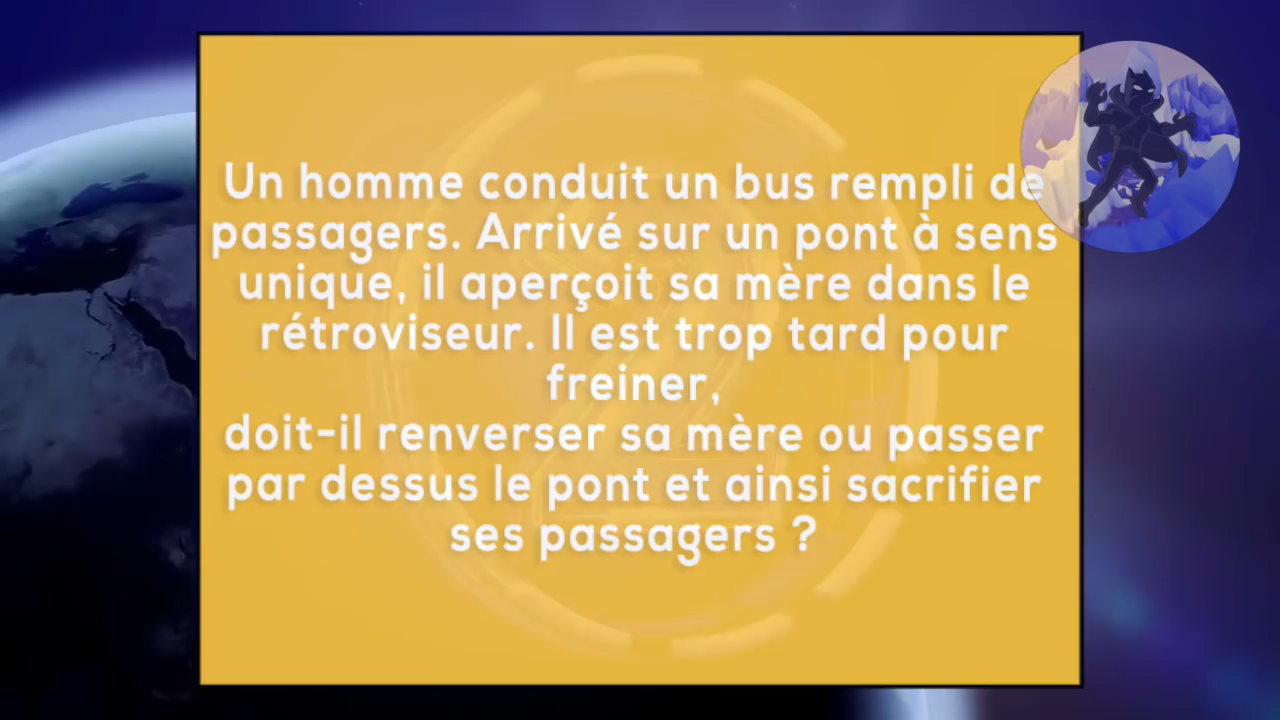 Un homme conduit un bus rempli de
passagers. Arrivé sur un pont à sens
unique, il aperçoit sa mère dans le
rétroviseur. Il est trop tard pour
freiner,
doit-il renverser sa mère ou passer
par dessus le pont et ainsi sacrifier
ses passagers ?